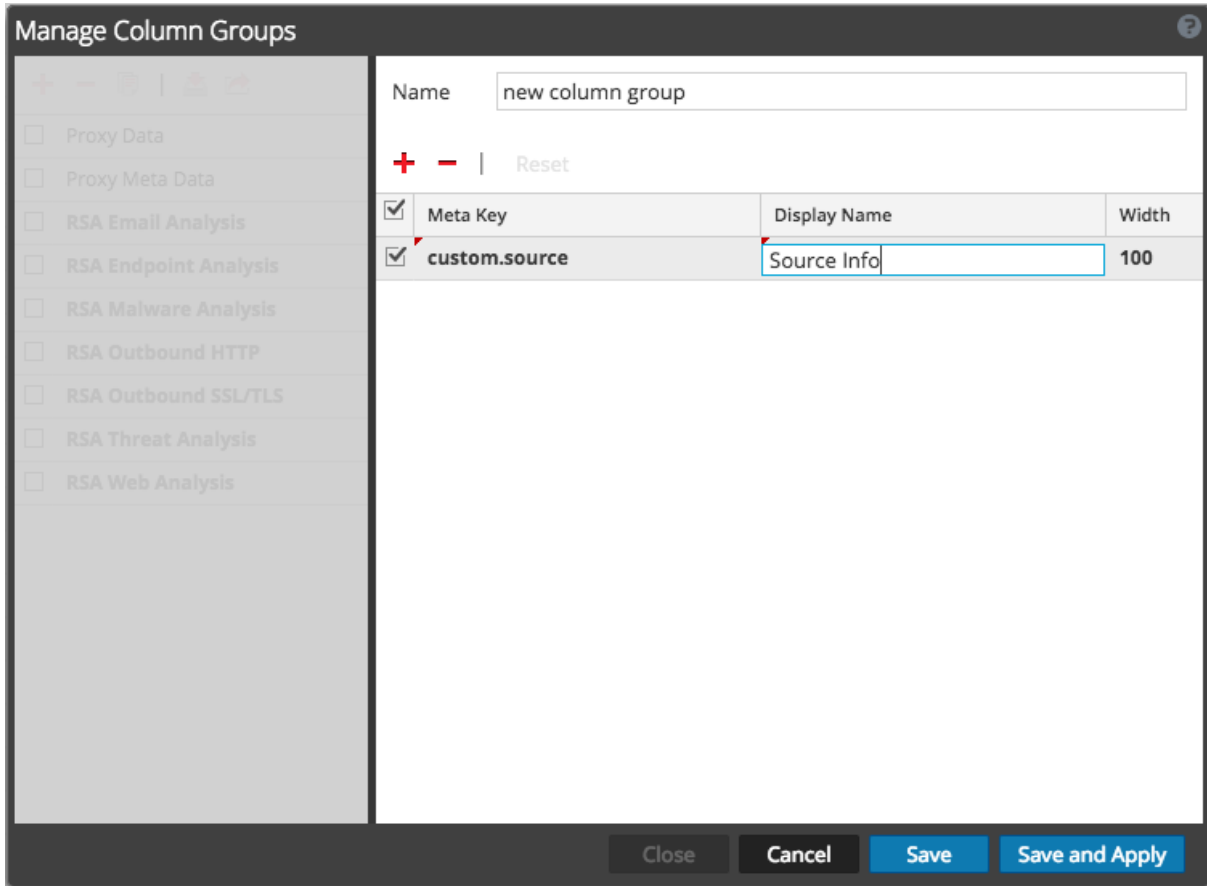 Manage Column Groups
Proxy Data
Proxy Meta Data
RSA Email Analysis
RSA Endpoint Analysis
RSA Malware Analysis
RSA Outbound HTTP
RSA Outbound SSL/TLS
RSA Threat Analysis
RSA Web Analysis
Name new column group
Reset
Meta Key Display Name Width
custom.source Source Info 100
Close Cancel Save Save and Apply